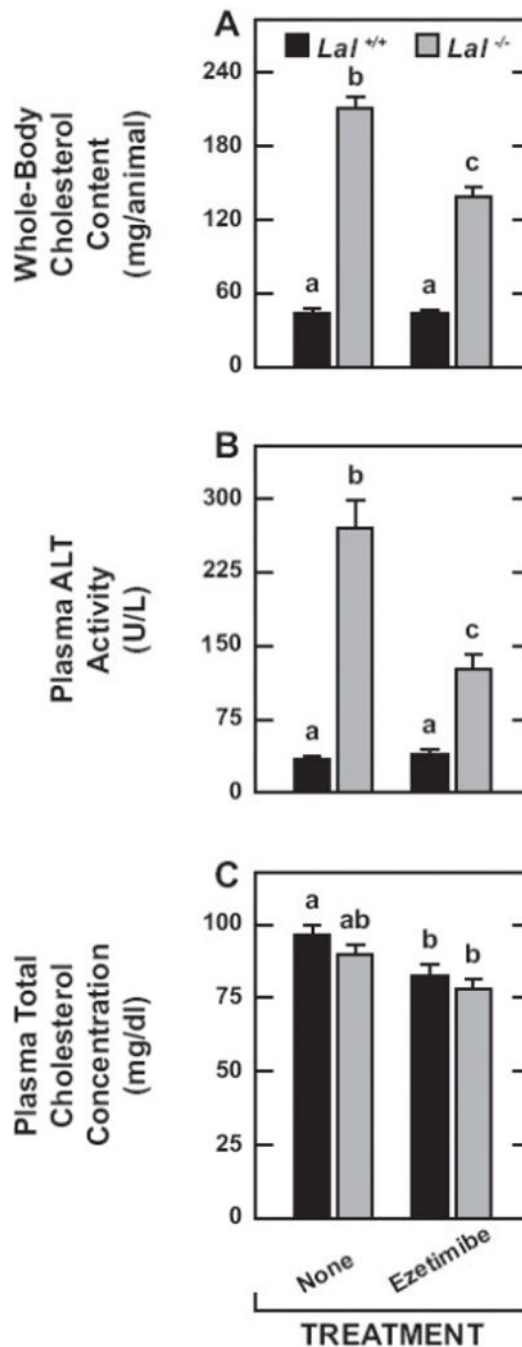 A
Lal +/+ Lal -/-
Whole-Body
Cholesterol
Content
(mg/animal)
240
180
120
60
0
a
b
a
c
B
Plasma ALT
Activity
(U/L)
300
225
150
75
0
a
b
a
c
C
Plasma Total
Cholesterol
Concentration
(mg/dl)
100
75
50
25
0
a
ab
b
b
None
Ezetimibe
TREATMENT